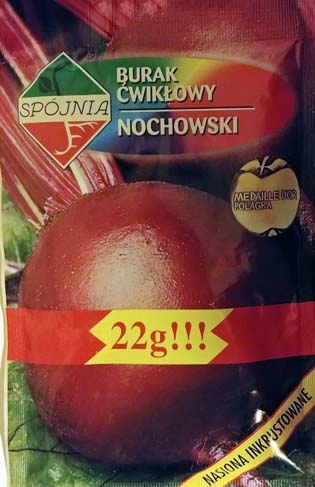 SPÓJNIA
BURAK
ĆWIKŁOWY
NOCHOWSKI
MEDAILLE D'OR
POLAGRA
22g!!!
NASIONA INKRUSTOWANE